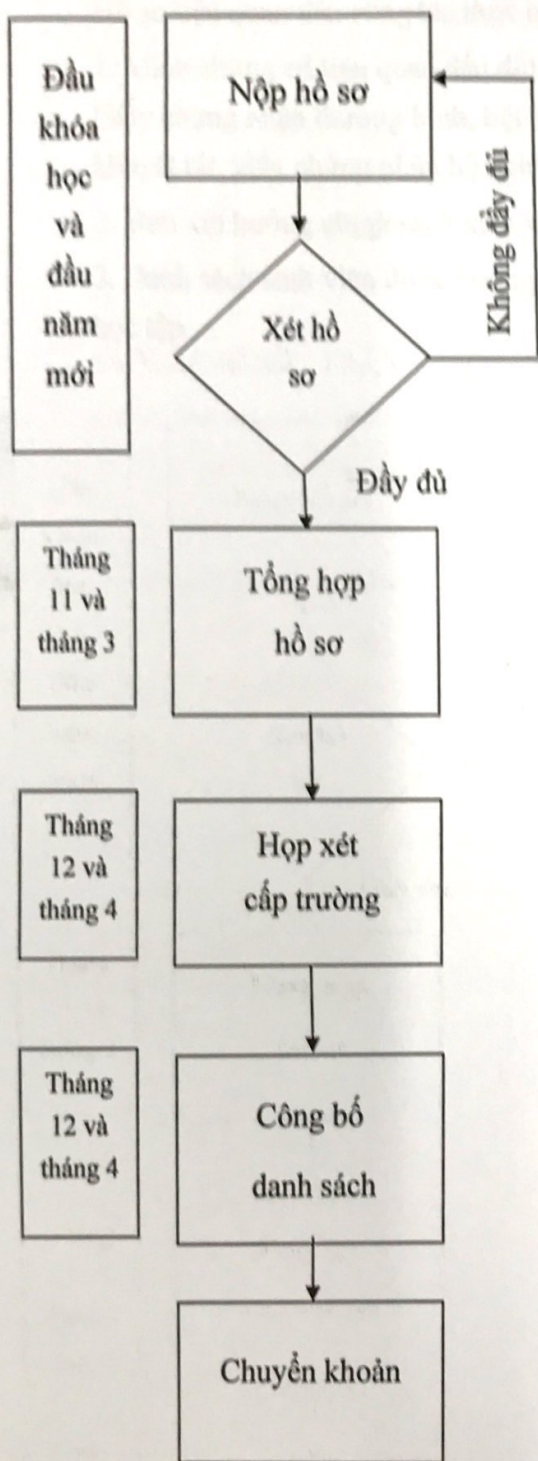 Đầu
khóa
học
và
đầu
năm
mới
Nộp hồ sơ
Không đầy đủ
Xét hồ
sơ
Đầy đủ
Tháng
11 và
tháng 3
Tổng hợp
hồ sơ
Tháng
12 và
tháng 4
Họp xét
cấp trường
Tháng
12 và
tháng 4
Công bố
danh sách
Chuyển khoản